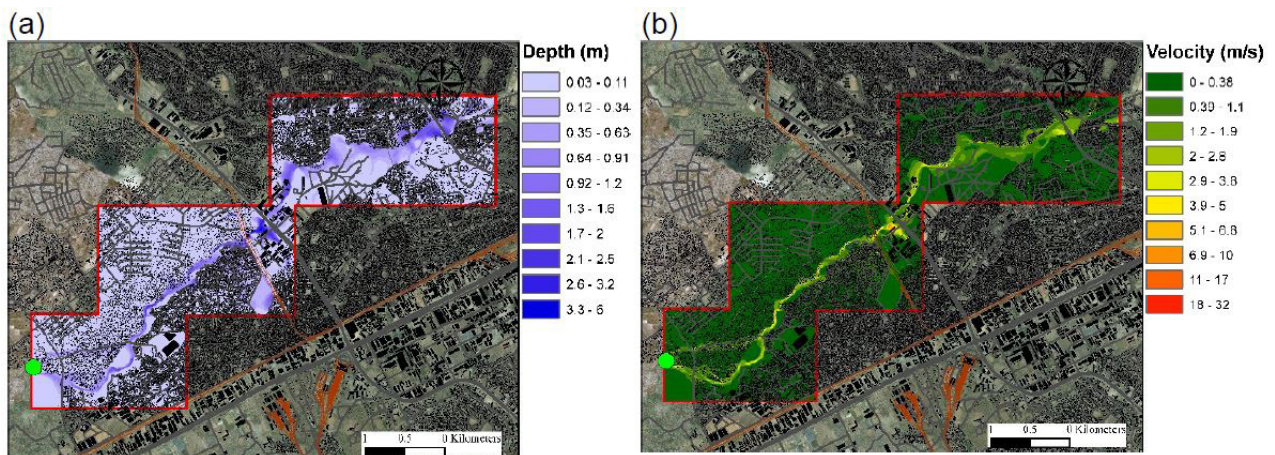 (a)
Depth (m)
0.03 - 0.11
0.12 - 0.34
0.35 - 0.63
0.64 - 0.91
0.92 - 1.2
1.3 - 1.6
1.7 - 2
2.1 - 2.5
2.6 - 3.2
3.3 - 6
1 0.5 0 Kilometers
(b)
Velocity (m/s)
0 - 0.38
0.39 - 1.1
1.2 - 1.9
2 - 2.8
2.9 - 3.8
3.9 - 5
5.1 - 6.8
6.9 - 10
11 - 17
18 - 32
1 0.5 0 Kilometers